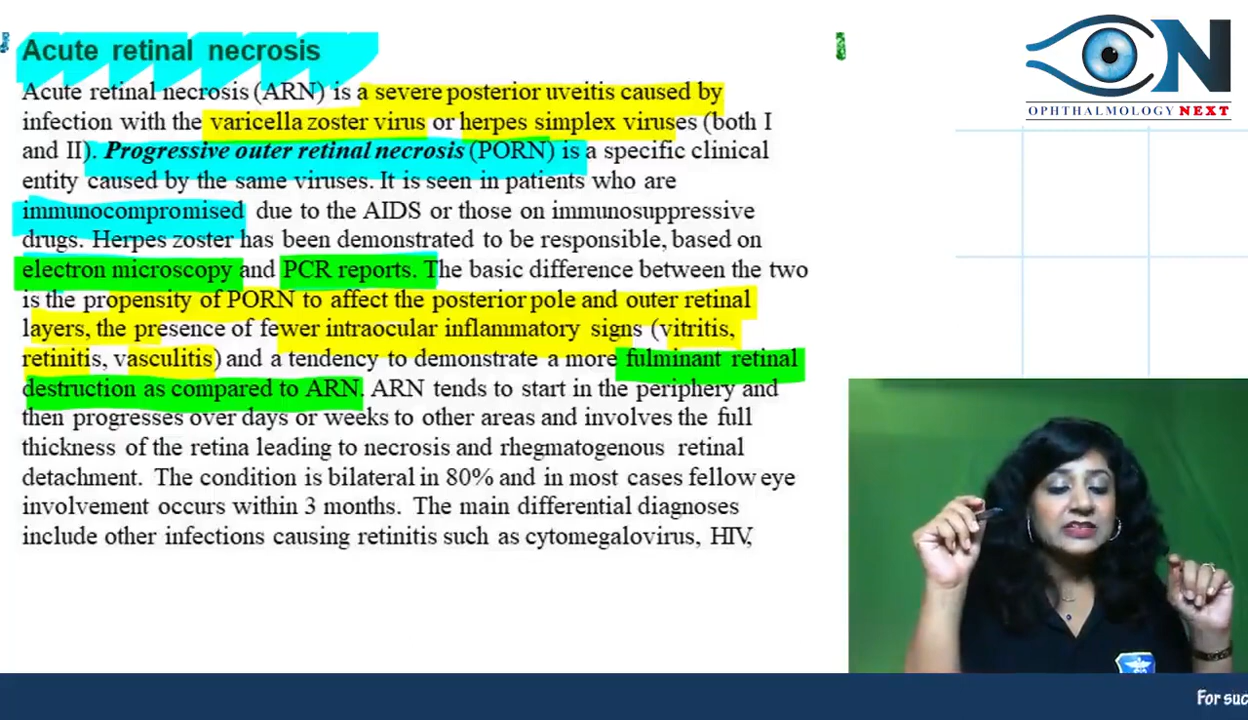 Acute retinal necrosis
Acute retinal necrosis (ARN) is a severe posterior uveitis caused by
infection with the varicella zoster virus or herpes simplex viruses (both I
and II). Progressive outer retinal necrosis (PORN) is a specific clinical
entity caused by the same viruses. It is seen in patients who are
immunocompromised due to the AIDS or those on immunosuppressive
drugs. Herpes zoster has been demonstrated to be responsible, based on
electron microscopy and PCR reports. The basic difference between the two
is the propensity of PORN to affect the posterior pole and outer retinal
layers, the presence of fewer intraocular inflammatory signs (vitritis,
retinitis, vasculitis) and a tendency to demonstrate a more fulminant retinal
destruction as compared to ARN. ARN tends to start in the periphery and
then progresses over days or weeks to other areas and involves the full
thickness of the retina leading to necrosis and rhegmatogenous retinal
detachment. The condition is bilateral in 80% and in most cases fellow eye
involvement occurs within 3 months. The main differential diagnoses
include other infections causing retinitis such as cytomegalovirus, HIV,
ON
OPHTHALMOLOGY NEXT
For suc